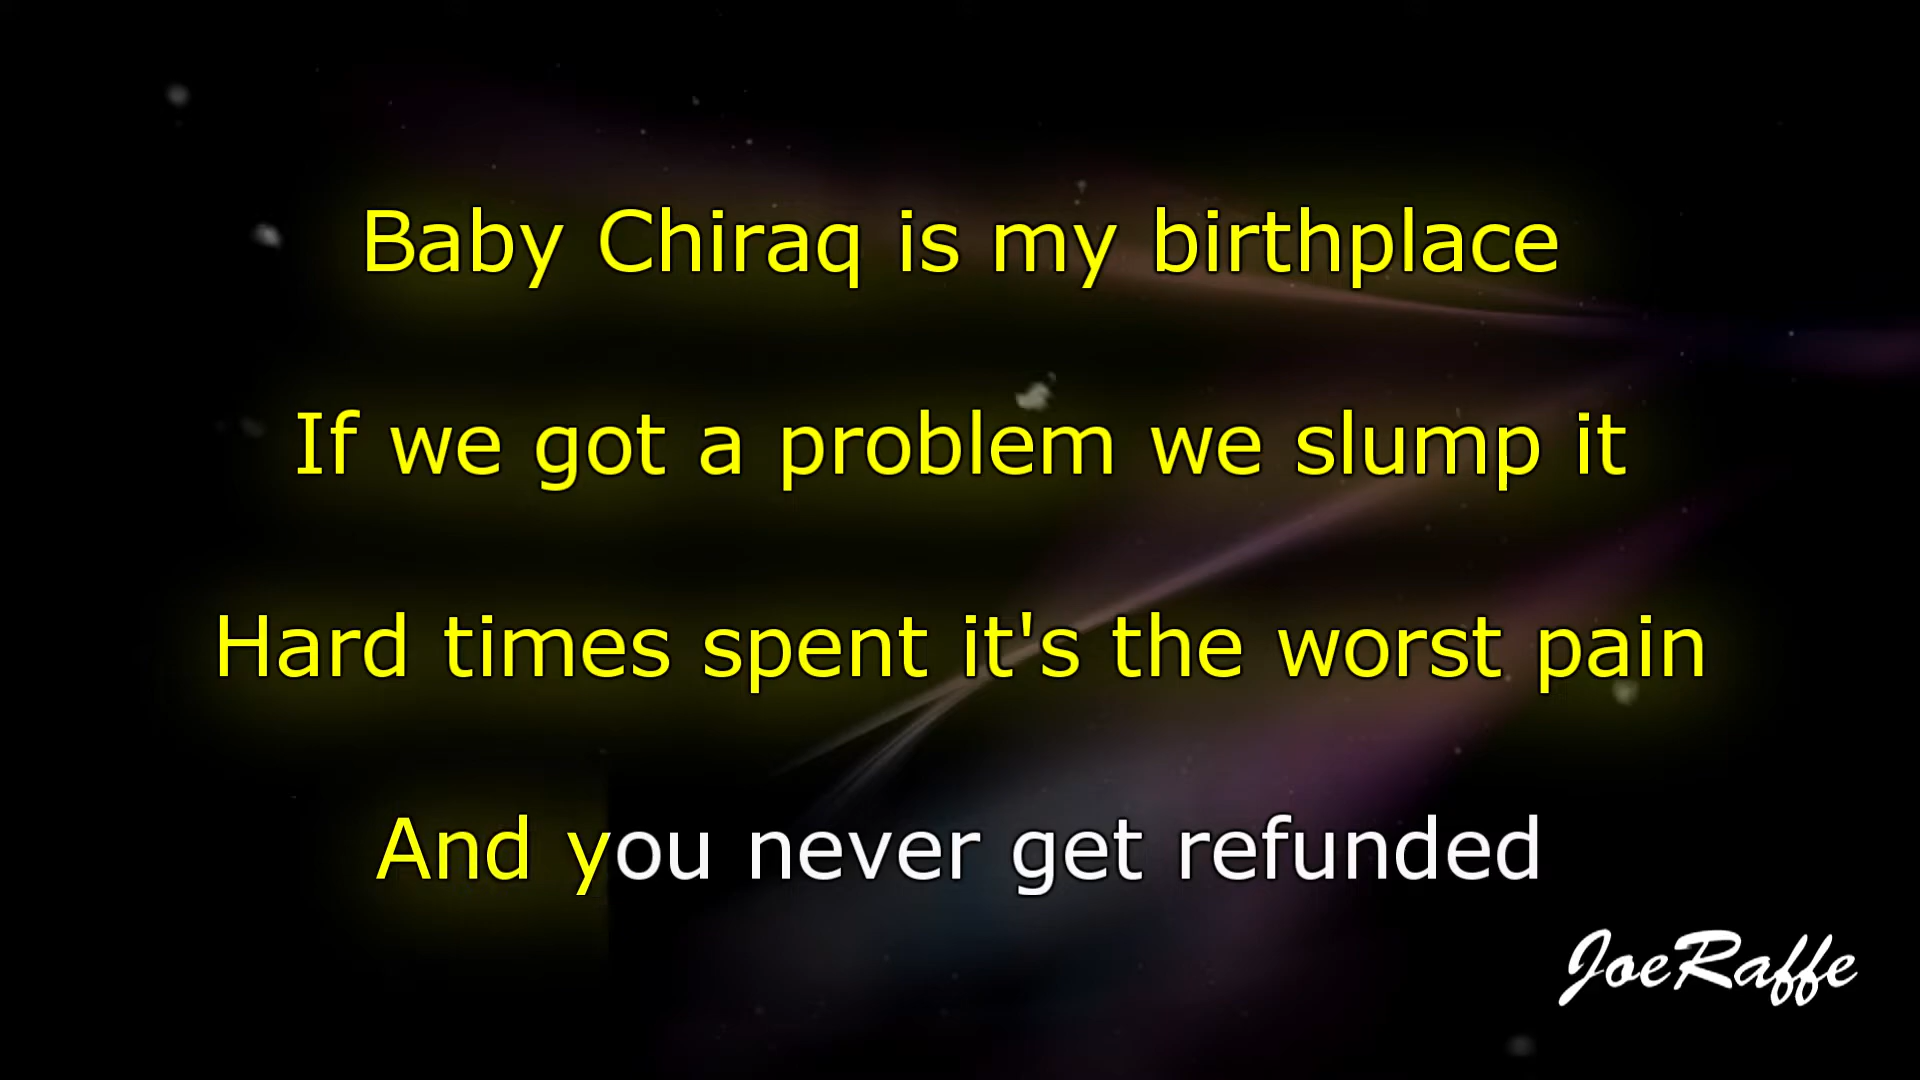 Baby Chiraq is my birthplace
If we got a problem we slump it
Hard times spent it's the worst pain
And you never get refunded
JoeRaffe